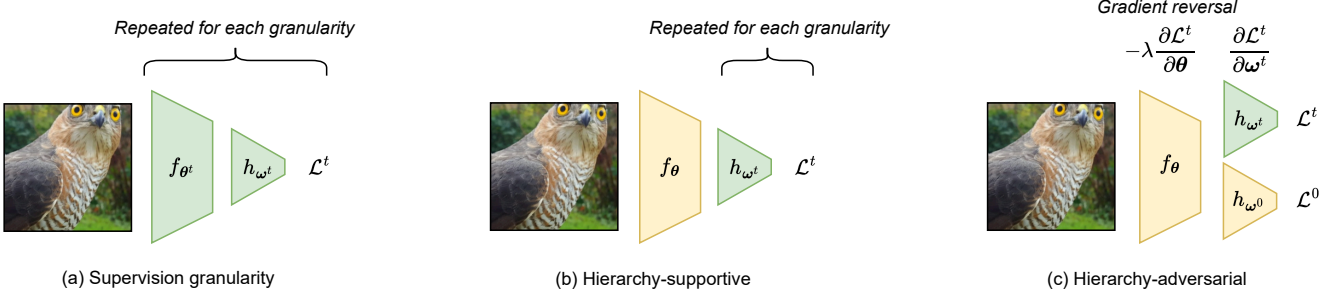 Repeated for each granularity
f_{θ^t}
h_{ω^t}
ℒ^t
(a) Supervision granularity
Repeated for each granularity
f_θ
h_{ω^t}
ℒ^t
(b) Hierarchy-supportive
Gradient reversal
−λ ∂ℒ^t/∂θ
∂ℒ^t/∂ω^t
f_θ
h_{ω^t}
ℒ^t
h_{ω^0}
ℒ^0
(c) Hierarchy-adversarial